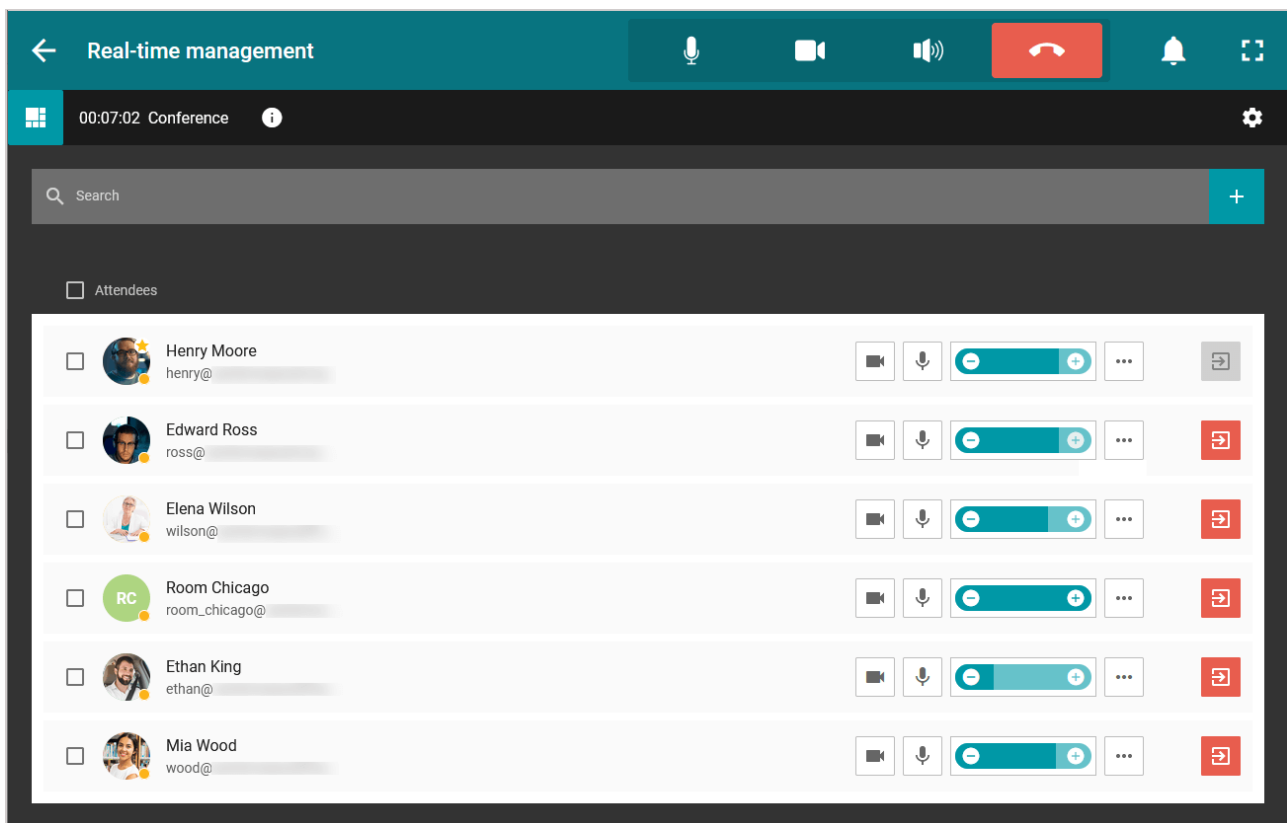 Real-time management
00:07:02 Conference
Search
Attendees
Henry Moore
henry@
Edward Ross
ross@
Elena Wilson
wilson@
RC
Room Chicago
room_chicago@
Ethan King
ethan@
Mia Wood
wood@